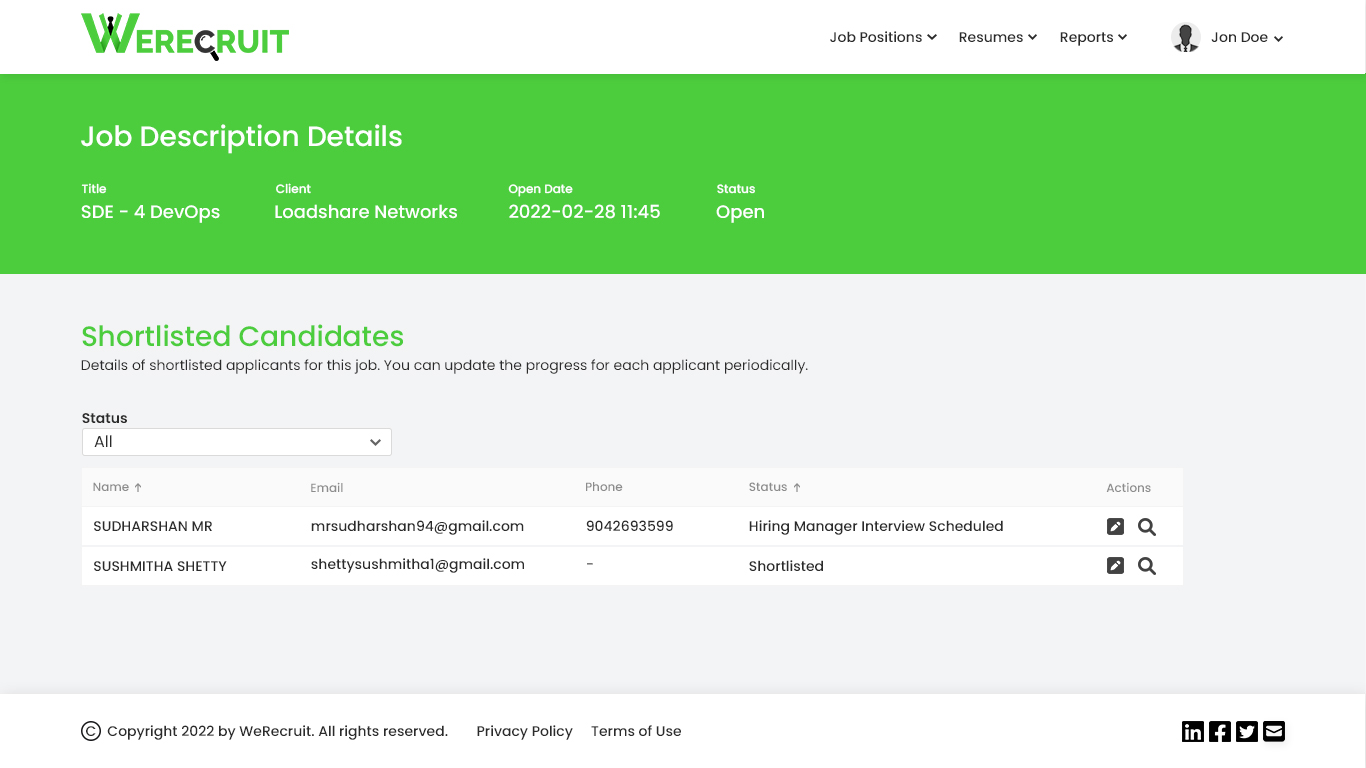 WERECRUIT
Job Positions Resumes Reports Jon Doe
Job Description Details
Title Client Open Date Status
SDE - 4 DevOps Loadshare Networks 2022-02-28 11:45 Open
Shortlisted Candidates
Details of shortlisted applicants for this job. You can update the progress for each applicant periodically.
Status
All
Name ↑ Email Phone Status ↑ Actions
SUDHARSHAN MR mrsudharshan94@gmail.com 9042693599 Hiring Manager Interview Scheduled
SUSHMITHA SHETTY shettysushmitha1@gmail.com - Shortlisted
© Copyright 2022 by WeRecruit. All rights reserved. Privacy Policy Terms of Use